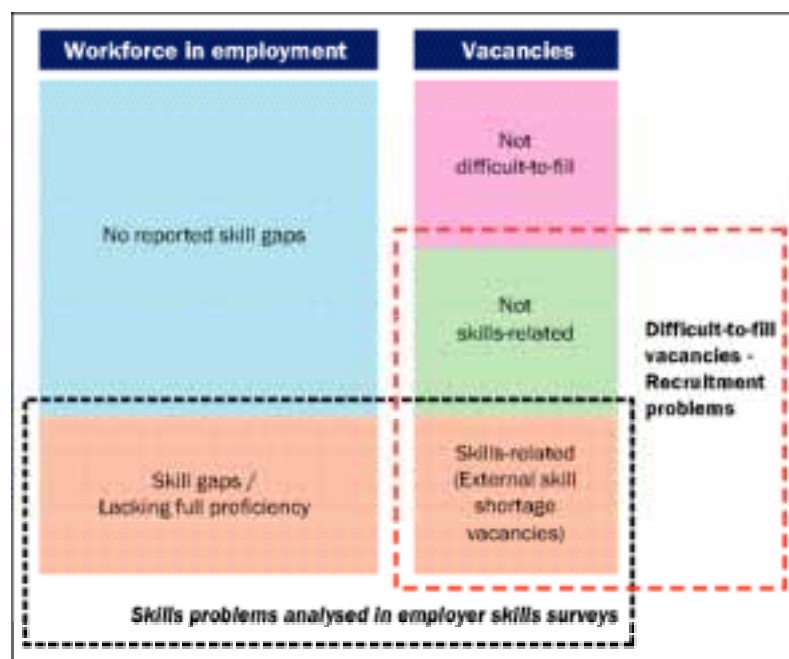 Workforce in employment
Vacancies
Not
difficult-to-fill
No reported skill gaps
Not
skills-related
Difficult-to-fill
vacancies -
Recruitment
problems
Skill gaps /
Lacking full proficiency
Skills-related
(External skill
shortage
vacancies)
Skills problems analysed in employer skills surveys